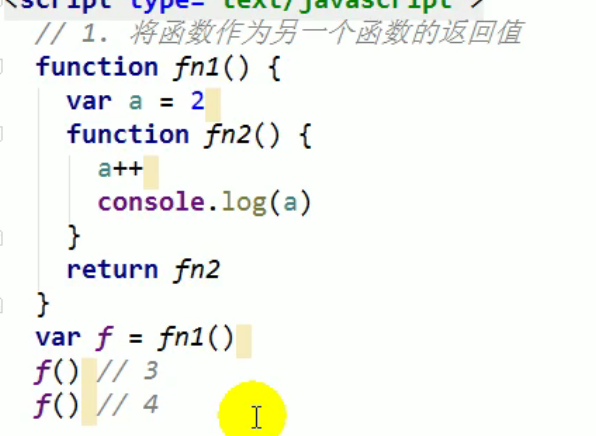 <script type="text/javascript">
// 1. 将函数作为另一个函数的返回值
function fn1() {
var a = 2
function fn2() {
a++
console.log(a)
}
return fn2
}
var f = fn1()
f() // 3
f() // 4